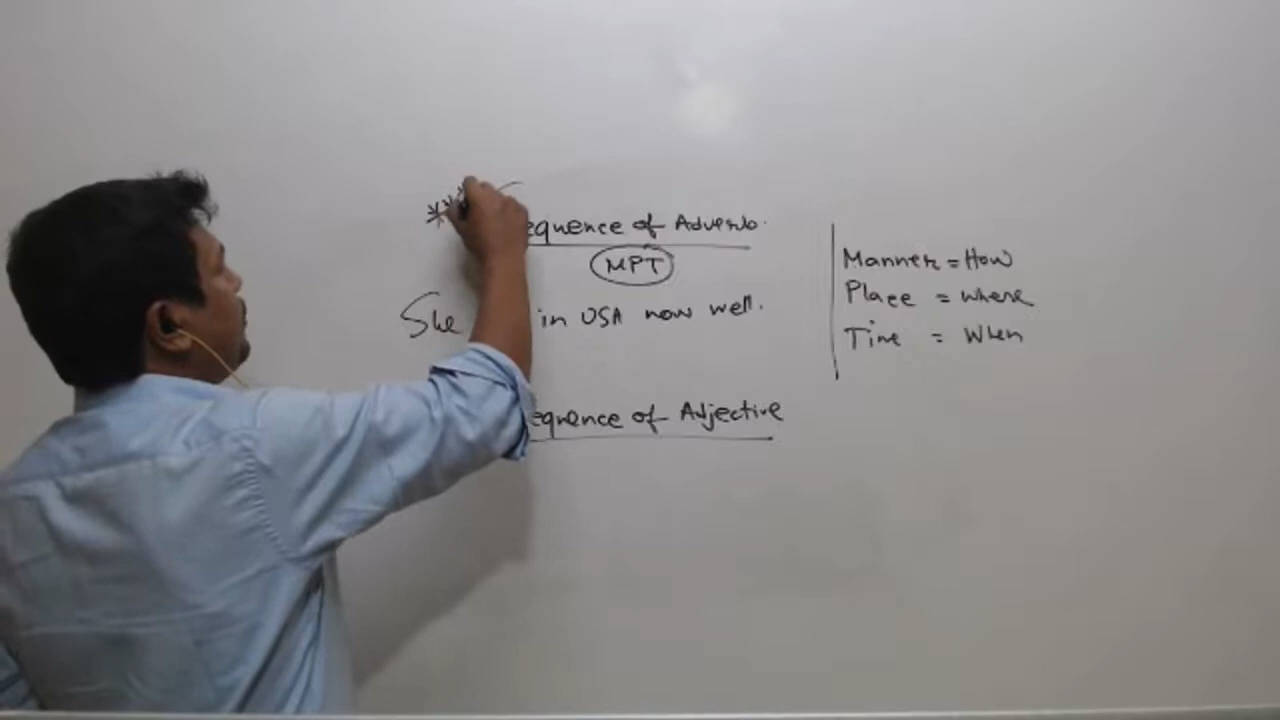 equence of Adverb.
MPT
She in USA now well.
Manner = How
Place = where
Time = When
equence of Adjective